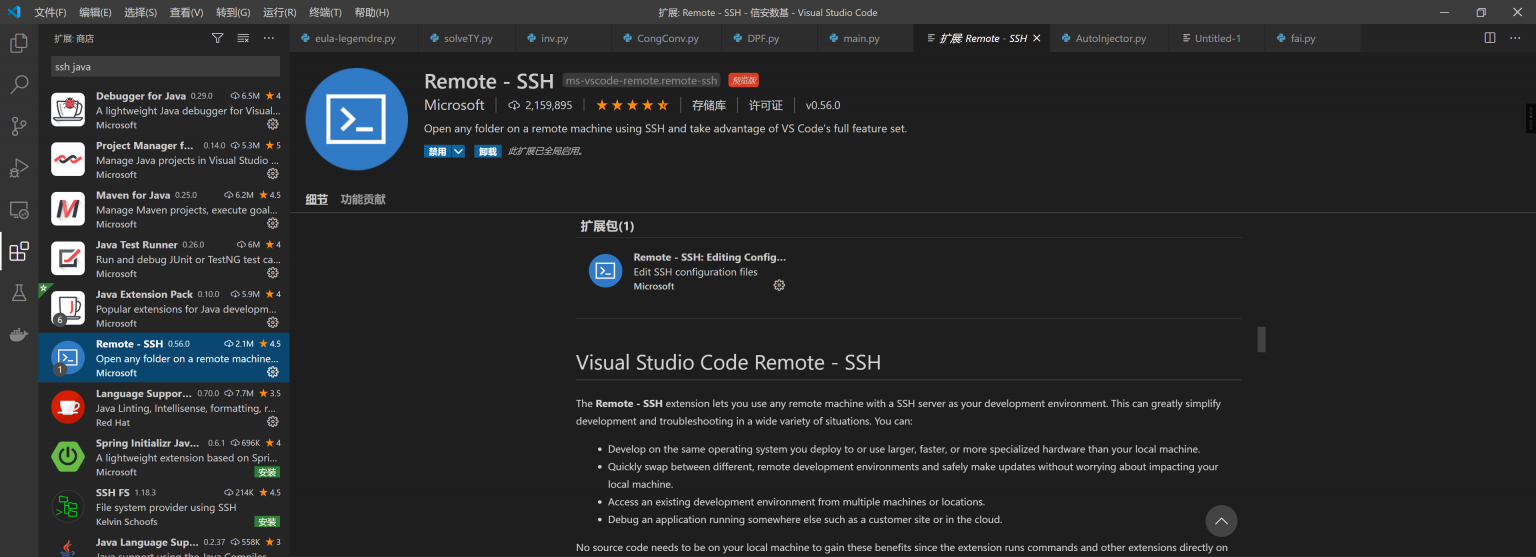 文件(F) 编辑(E) 选择(S) 查看(V) 转到(G) 运行(R) 终端(T) 帮助(H) 扩展: Remote - SSH - 信安数基 - Visual Studio Code
扩展: 商店
eula-legemdre.py solveTY.py inv.py CongConv.py DPF.py main.py 扩展: Remote - SSH AutoInjector.py Untitled-1 fai.py
ssh java
Debugger for Java 0.29.0 6.5M 4
A lightweight Java debugger for Visual...
Microsoft
Project Manager f... 0.14.0 5.3M 5
Manage Java projects in Visual Studio ...
Microsoft
Maven for Java 0.25.0 6.2M 4.5
Manage Maven projects, execute goal...
Microsoft
Java Test Runner 0.26.0 6M 4
Run and debug JUnit or TestNG test ca...
Microsoft
Java Extension Pack 0.10.0 5.9M 4
Popular extensions for Java developm...
Microsoft
6
Remote - SSH 0.56.0 2.1M 4.5
Open any folder on a remote machine...
Microsoft
1
Language Suppor... 0.70.0 7.7M 3.5
Java Linting, Intellisense, formatting, r...
Red Hat
Spring Initializr Jav... 0.6.1 696K 4
A lightweight extension based on Spri...
Microsoft 安装
SSH FS 1.18.3 214K 4.5
File system provider using SSH
Kelvin Schoofs 安装
Java Language Sup... 0.2.37 558K 3
Java support using the Java Compiler
Remote - SSH ms-vscode-remote.remote-ssh 预览版
Microsoft 2,159,895 存储库 许可证 v0.56.0
Open any folder on a remote machine using SSH and take advantage of VS Code's full feature set.
禁用 卸载 此扩展已全局启用。
细节 功能贡献
扩展包(1)
Remote - SSH: Editing Config...
Edit SSH configuration files
Microsoft
Visual Studio Code Remote - SSH
The Remote - SSH extension lets you use any remote machine with a SSH server as your development environment. This can greatly simplify
development and troubleshooting in a wide variety of situations. You can:
• Develop on the same operating system you deploy to or use larger, faster, or more specialized hardware than your local machine.
• Quickly swap between different, remote development environments and safely make updates without worrying about impacting your
local machine.
• Access an existing development environment from multiple machines or locations.
• Debug an application running somewhere else such as a customer site or in the cloud.
No source code needs to be on your local machine to gain these benefits since the extension runs commands and other extensions directly on